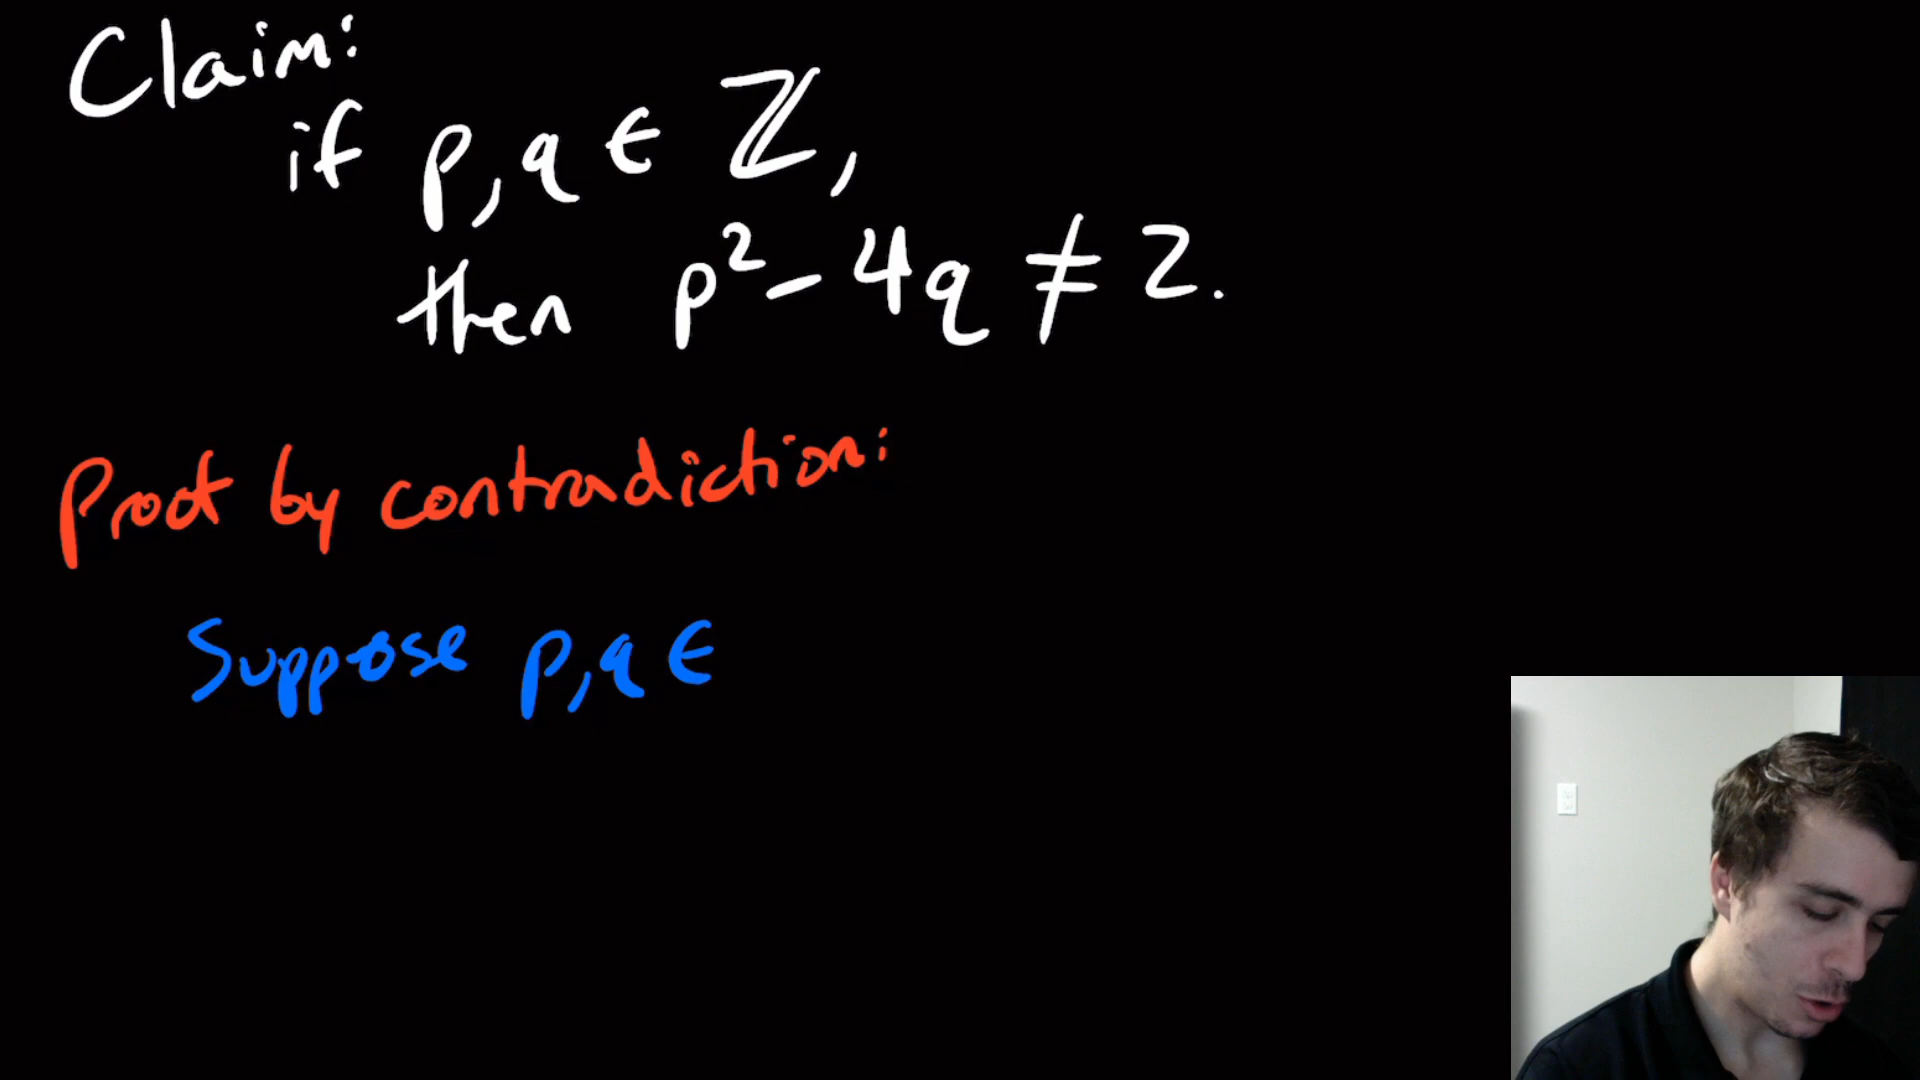 Claim:
if p, q ∈ ℤ,
then p² - 4q ≠ 2.
Proof by contradiction:
Suppose p, q ∈